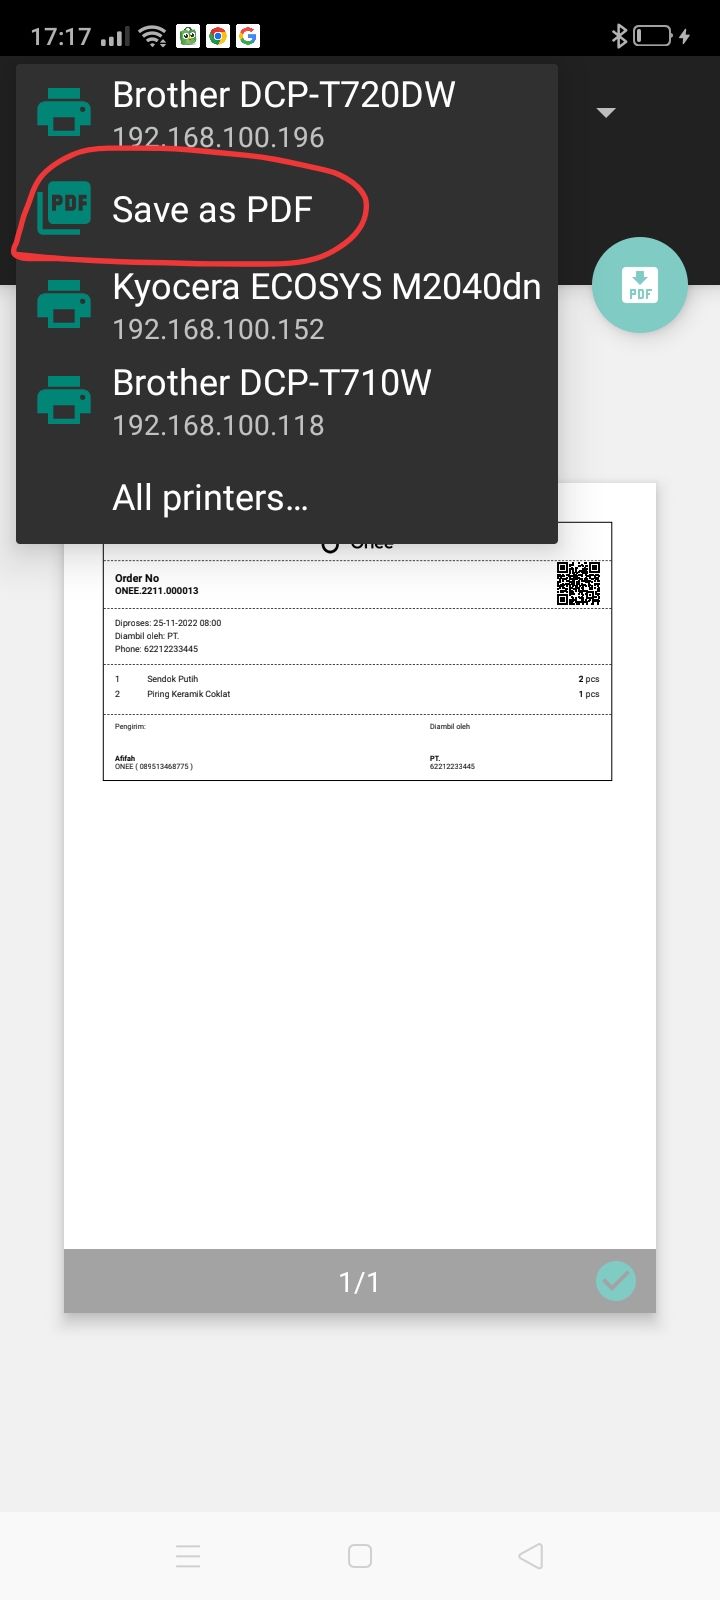 17:17
Brother DCP-T720DW
192.168.100.196
PDF
Save as PDF
PDF
Kyocera ECOSYS M2040dn
192.168.100.152
Brother DCP-T710W
192.168.100.118
All printers...
Onee
Order No
ONEE.2211.000013
Diproses: 25-11-2022 08:00
Diambil oleh: PT.
Phone: 62212233445
1 Sendok Putih 2 pcs
2 Piring Keramik Coklat 1 pcs
Pengirim: Diambil oleh
Afifah PT.
ONEE ( 089513468775 ) 62212233445
1/1